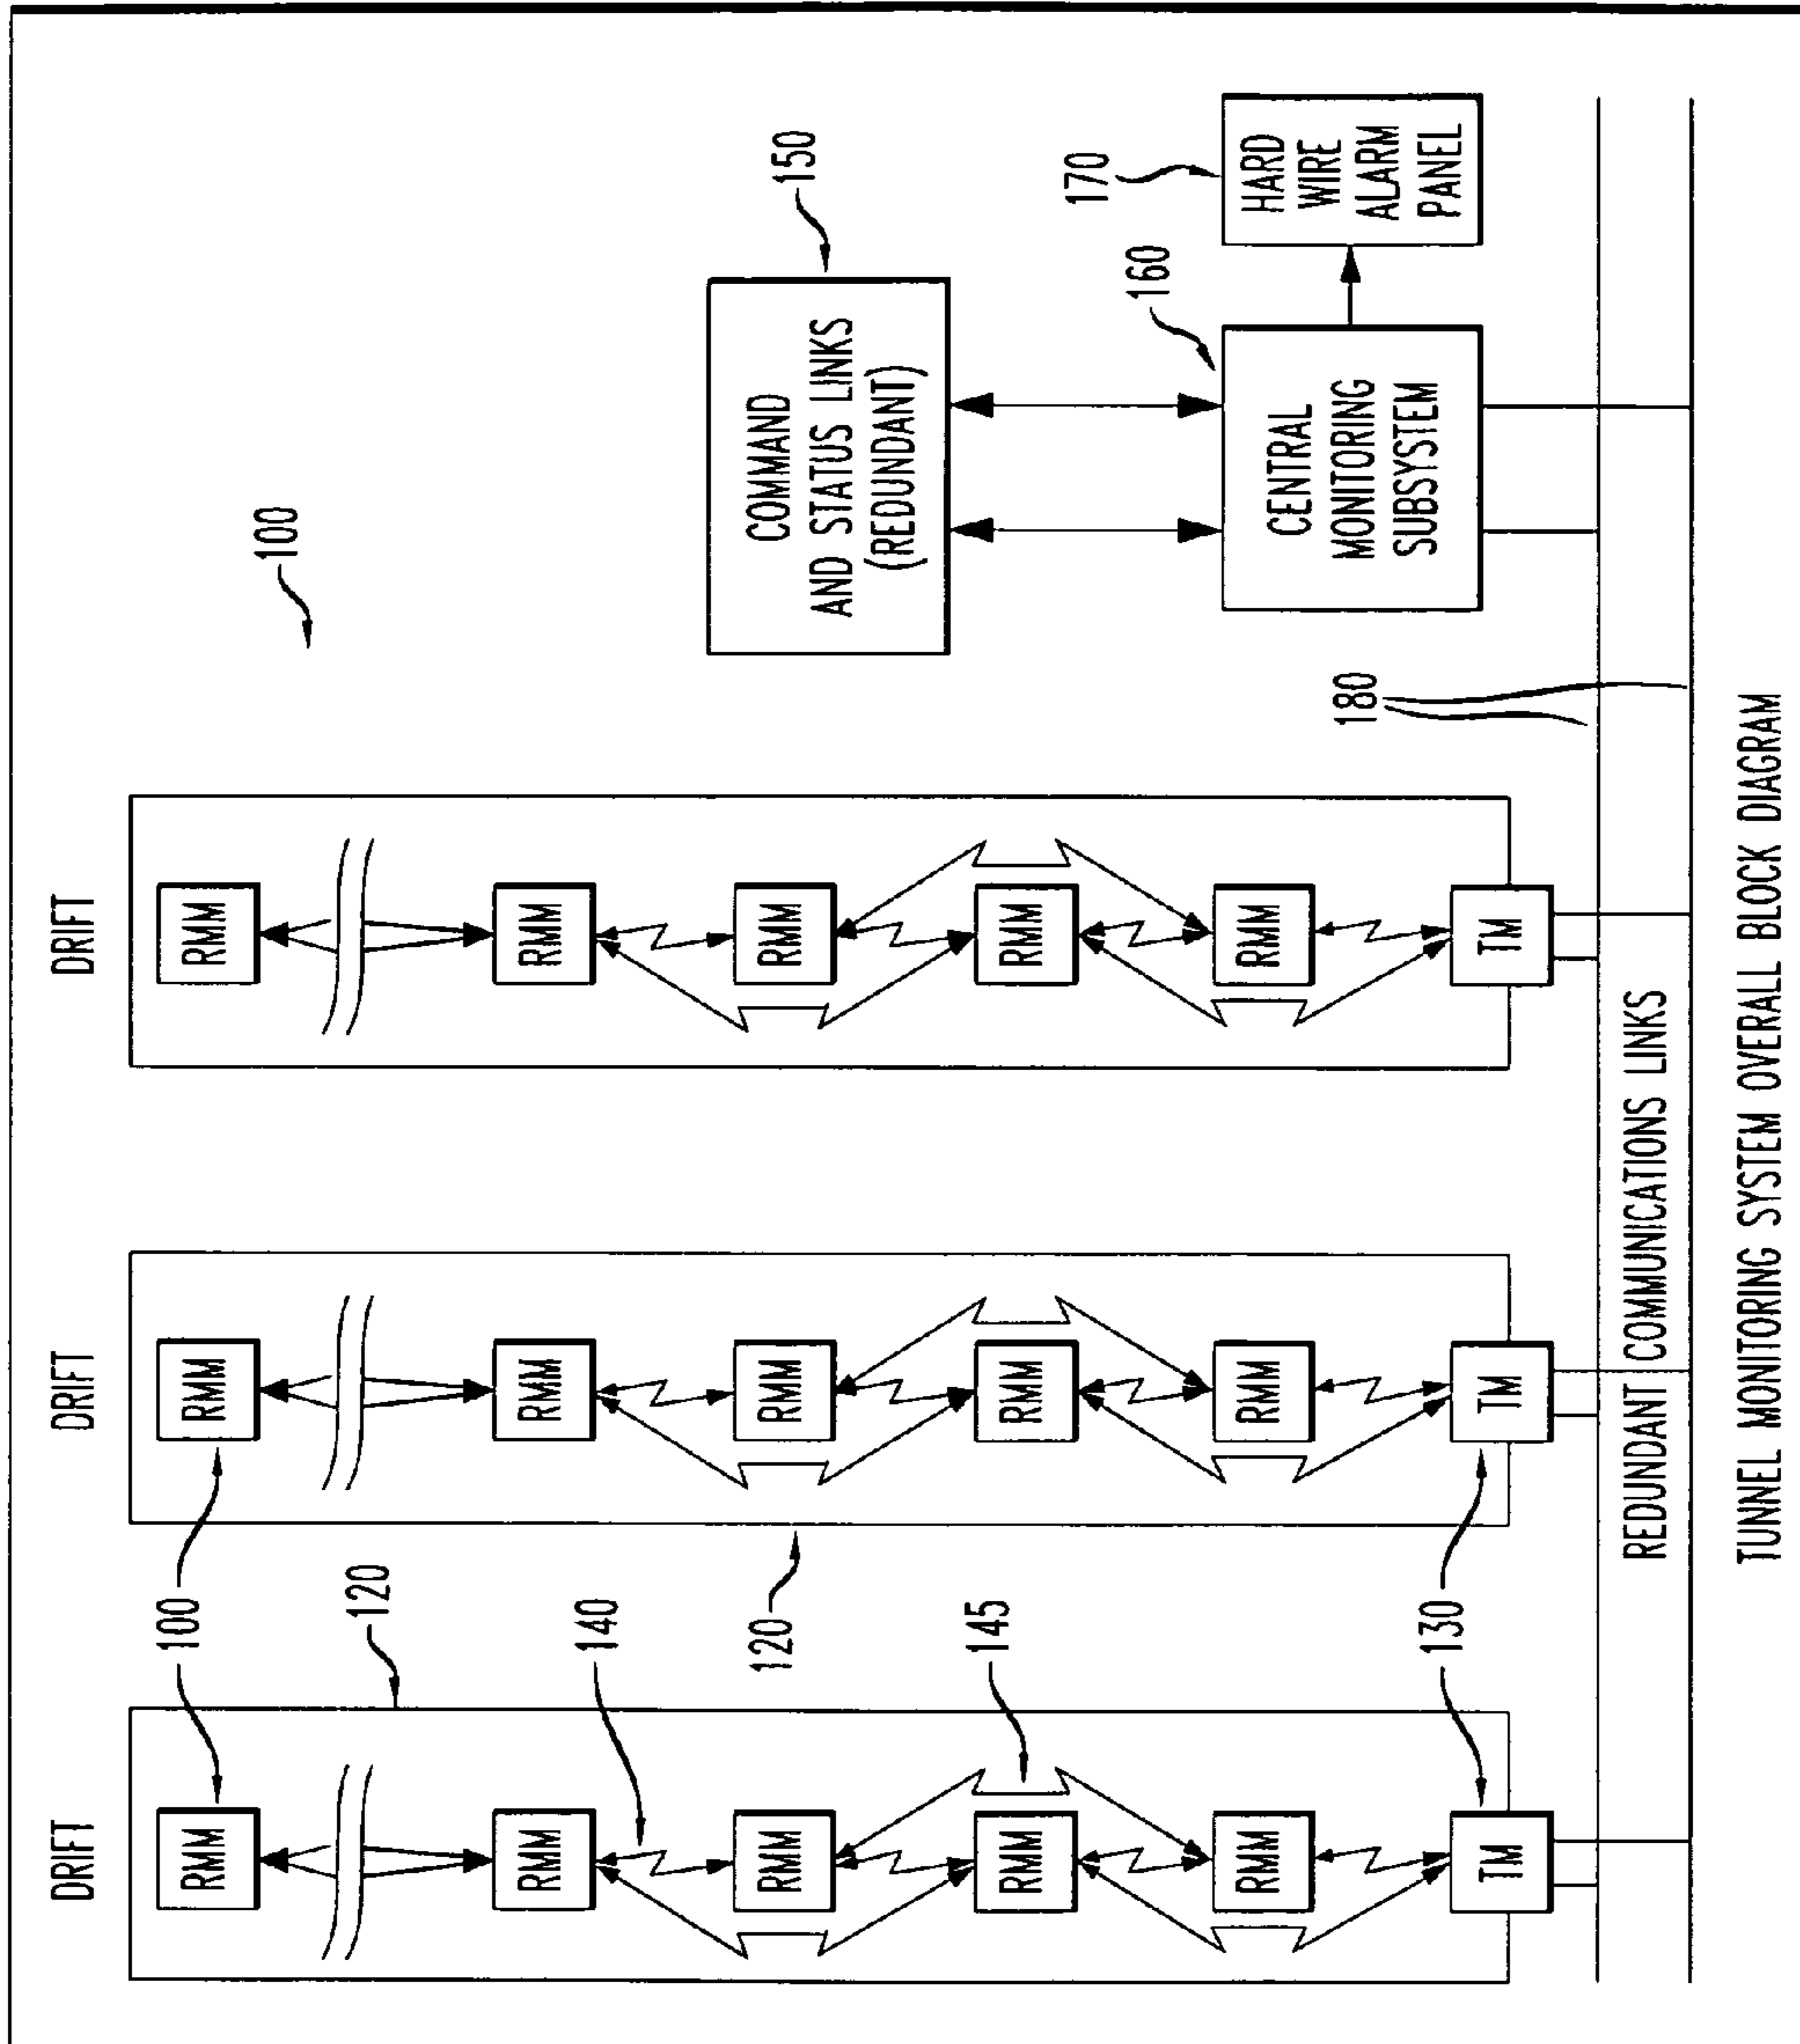 DRIFT
DRIFT
DRIFT
RMM
100
RMM
RMM
100
120
RMM
RMM
RMM
140
120
RMM
RMM
RMM
COMMAND
AND STATUS LINKS
(REDUNDANT)
150
145
RMM
RMM
RMM
160
170
RMM
RMM
RMM
CENTRAL
MONITORING
SUBSYSTEM
HARD
WIRE
ALARM
PANEL
180
130
TM
TM
TM
REDUNDANT COMMUNICATIONS LINKS
TUNNEL MONITORING SYSTEM OVERALL BLOCK DIAGRAM